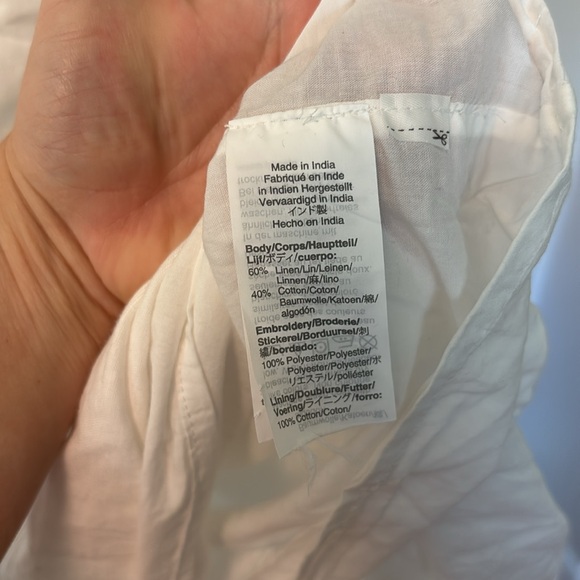 Made in India
Fabriqué en Inde
in Indien Hergestellt
Vervaardigd in India
インド製
Hecho en India
Body/Corps/Hauptteil/
Lijf/ボディ/cuerpo:
60% Linen/Lin/Leinen/
Linnen/麻/lino
40% Cotton/Coton/
Baumwolle/Katoen/綿/
algodón
Embroidery/Broderie/
Stickerei/Borduursel/刺
繍/bordado:
100% Polyester/Polyester/
Polyester/Polyester/ポ
リエステル/poliéster
Lining/Doublure/Futter/
Voering/ライニング/forro:
100% Cotton/Coton/